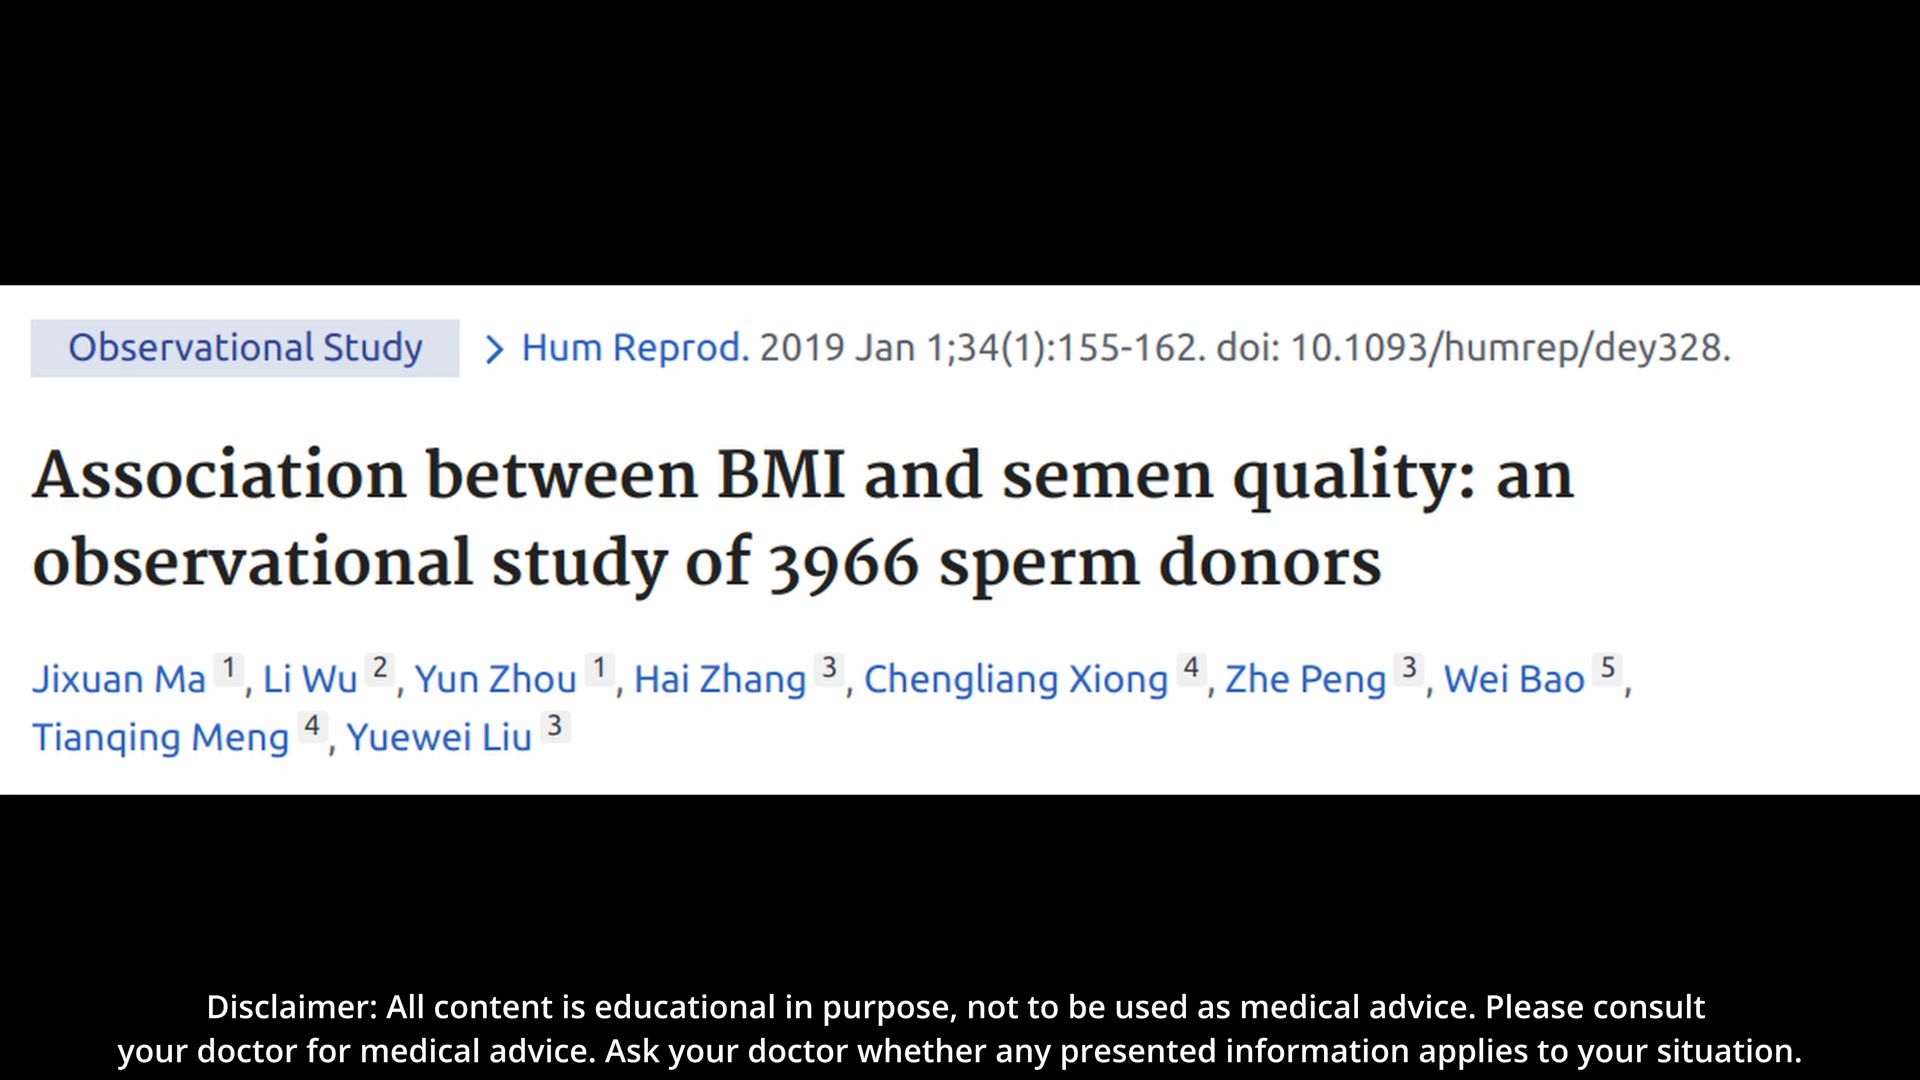 Observational Study > Hum Reprod. 2019 Jan 1;34(1):155-162. doi: 10.1093/humrep/dey328.
Association between BMI and semen quality: an
observational study of 3966 sperm donors
Jixuan Ma 1, Li Wu 2, Yun Zhou 1, Hai Zhang 3, Chengliang Xiong 4, Zhe Peng 3, Wei Bao 5,
Tianqing Meng 4, Yuewei Liu 3
Disclaimer: All content is educational in purpose, not to be used as medical advice. Please consult
your doctor for medical advice. Ask your doctor whether any presented information applies to your situation.